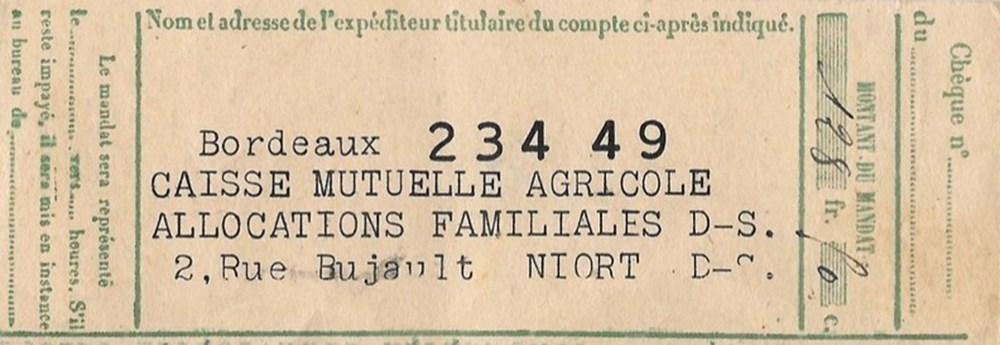 Nom et adresse de l'expéditeur titulaire du compte ci-après indiqué.
Bordeaux 234 49
CAISSE MUTUELLE AGRICOLE
ALLOCATIONS FAMILIALES D-S.
2, Rue Bujault NIORT D-S.
Le mandat sera représenté
le vers heures. S'il
reste impayé, il sera mis en instance
au bureau de
MONTANT DU MANDAT
128 fr. c.
Chèque n°
du